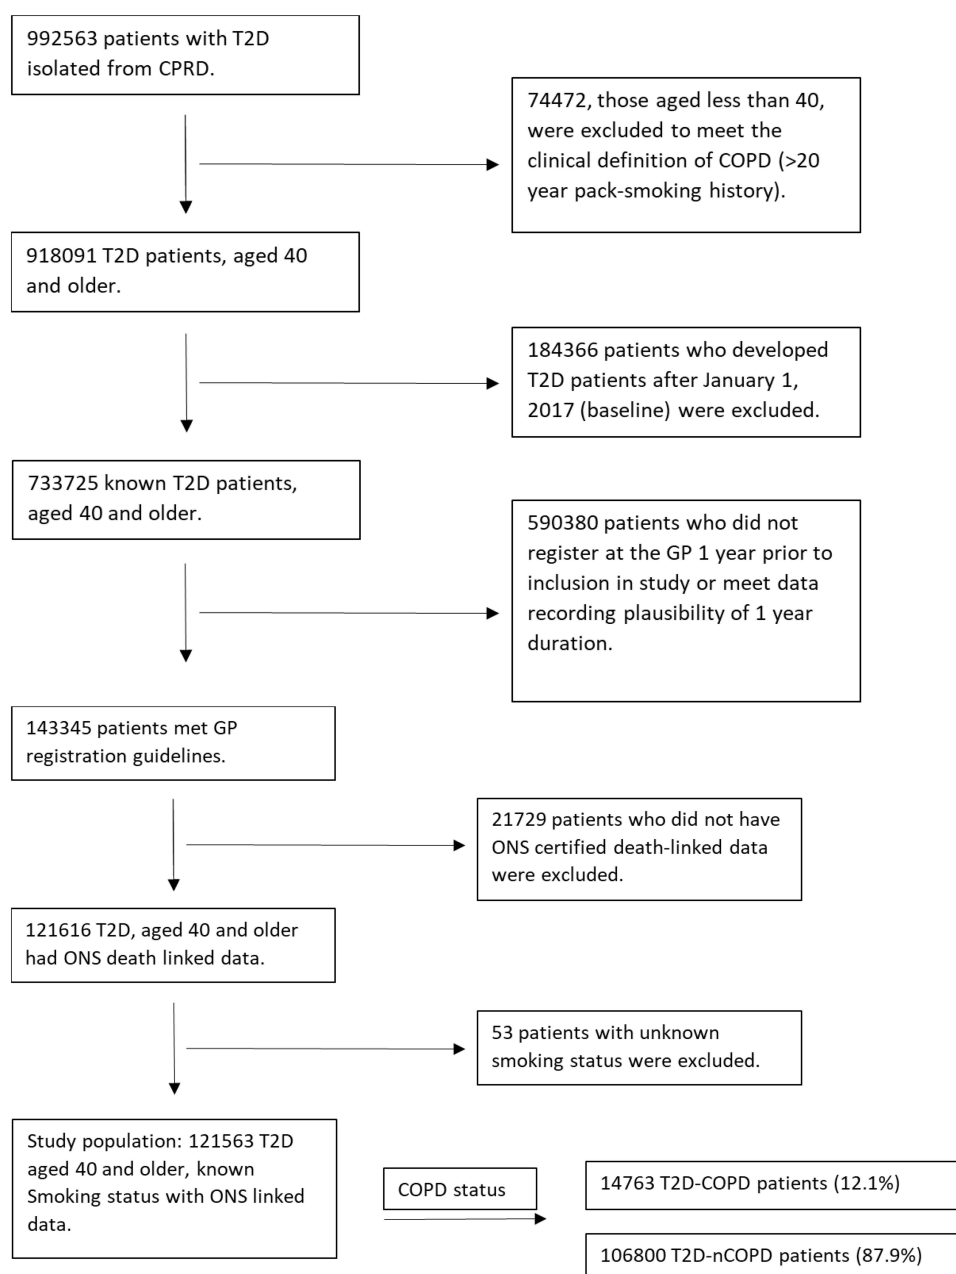 992563 patients with T2D
isolated from CPRD.
74472, those aged less than 40,
were excluded to meet the
clinical definition of COPD (>20
year pack-smoking history).
918091 T2D patients, aged 40
and older.
184366 patients who developed
T2D patients after January 1,
2017 (baseline) were excluded.
733725 known T2D patients,
aged 40 and older.
590380 patients who did not
register at the GP 1 year prior to
inclusion in study or meet data
recording plausibility of 1 year
duration.
143345 patients met GP
registration guidelines.
21729 patients who did not have
ONS certified death-linked data
were excluded.
121616 T2D, aged 40 and older
had ONS death linked data.
53 patients with unknown
smoking status were excluded.
Study population: 121563 T2D
aged 40 and older, known
Smoking status with ONS linked
data.
COPD status
14763 T2D-COPD patients (12.1%)
106800 T2D-nCOPD patients (87.9%)